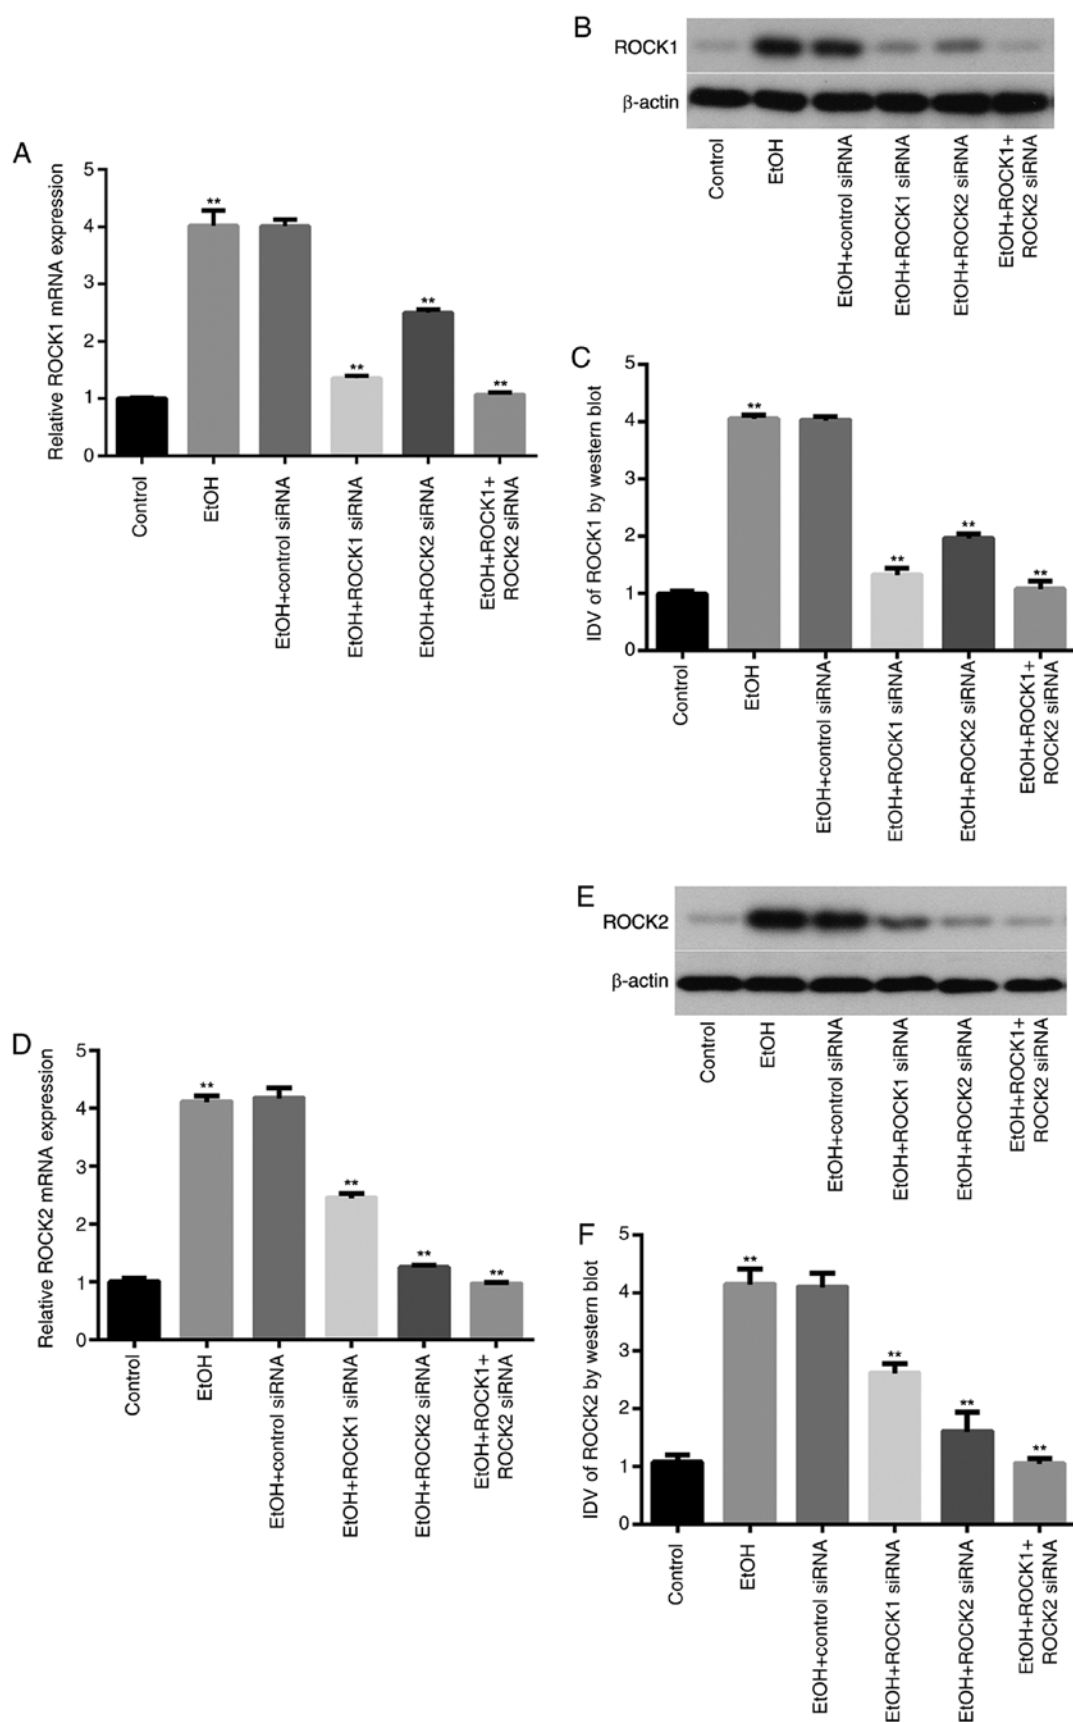 A
Relative ROCK1 mRNA expression
5
4
3
2
1
0
**
**
**
**
Control
EtOH
EtOH+control siRNA
EtOH+ROCK1 siRNA
EtOH+ROCK2 siRNA
EtOH+ROCK1+
ROCK2 siRNA
B
ROCK1
β-actin
Control
EtOH
EtOH+control siRNA
EtOH+ROCK1 siRNA
EtOH+ROCK2 siRNA
EtOH+ROCK1+
ROCK2 siRNA
C
IDV of ROCK1 by western blot
5
4
3
2
1
0
**
**
**
**
Control
EtOH
EtOH+control siRNA
EtOH+ROCK1 siRNA
EtOH+ROCK2 siRNA
EtOH+ROCK1+
ROCK2 siRNA
D
Relative ROCK2 mRNA expression
5
4
3
2
1
0
**
**
**
**
Control
EtOH
EtOH+control siRNA
EtOH+ROCK1 siRNA
EtOH+ROCK2 siRNA
EtOH+ROCK1+
ROCK2 siRNA
E
ROCK2
β-actin
Control
EtOH
EtOH+control siRNA
EtOH+ROCK1 siRNA
EtOH+ROCK2 siRNA
EtOH+ROCK1+
ROCK2 siRNA
F
IDV of ROCK2 by western blot
5
4
3
2
1
0
**
**
**
**
Control
EtOH
EtOH+control siRNA
EtOH+ROCK1 siRNA
EtOH+ROCK2 siRNA
EtOH+ROCK1+
ROCK2 siRNA